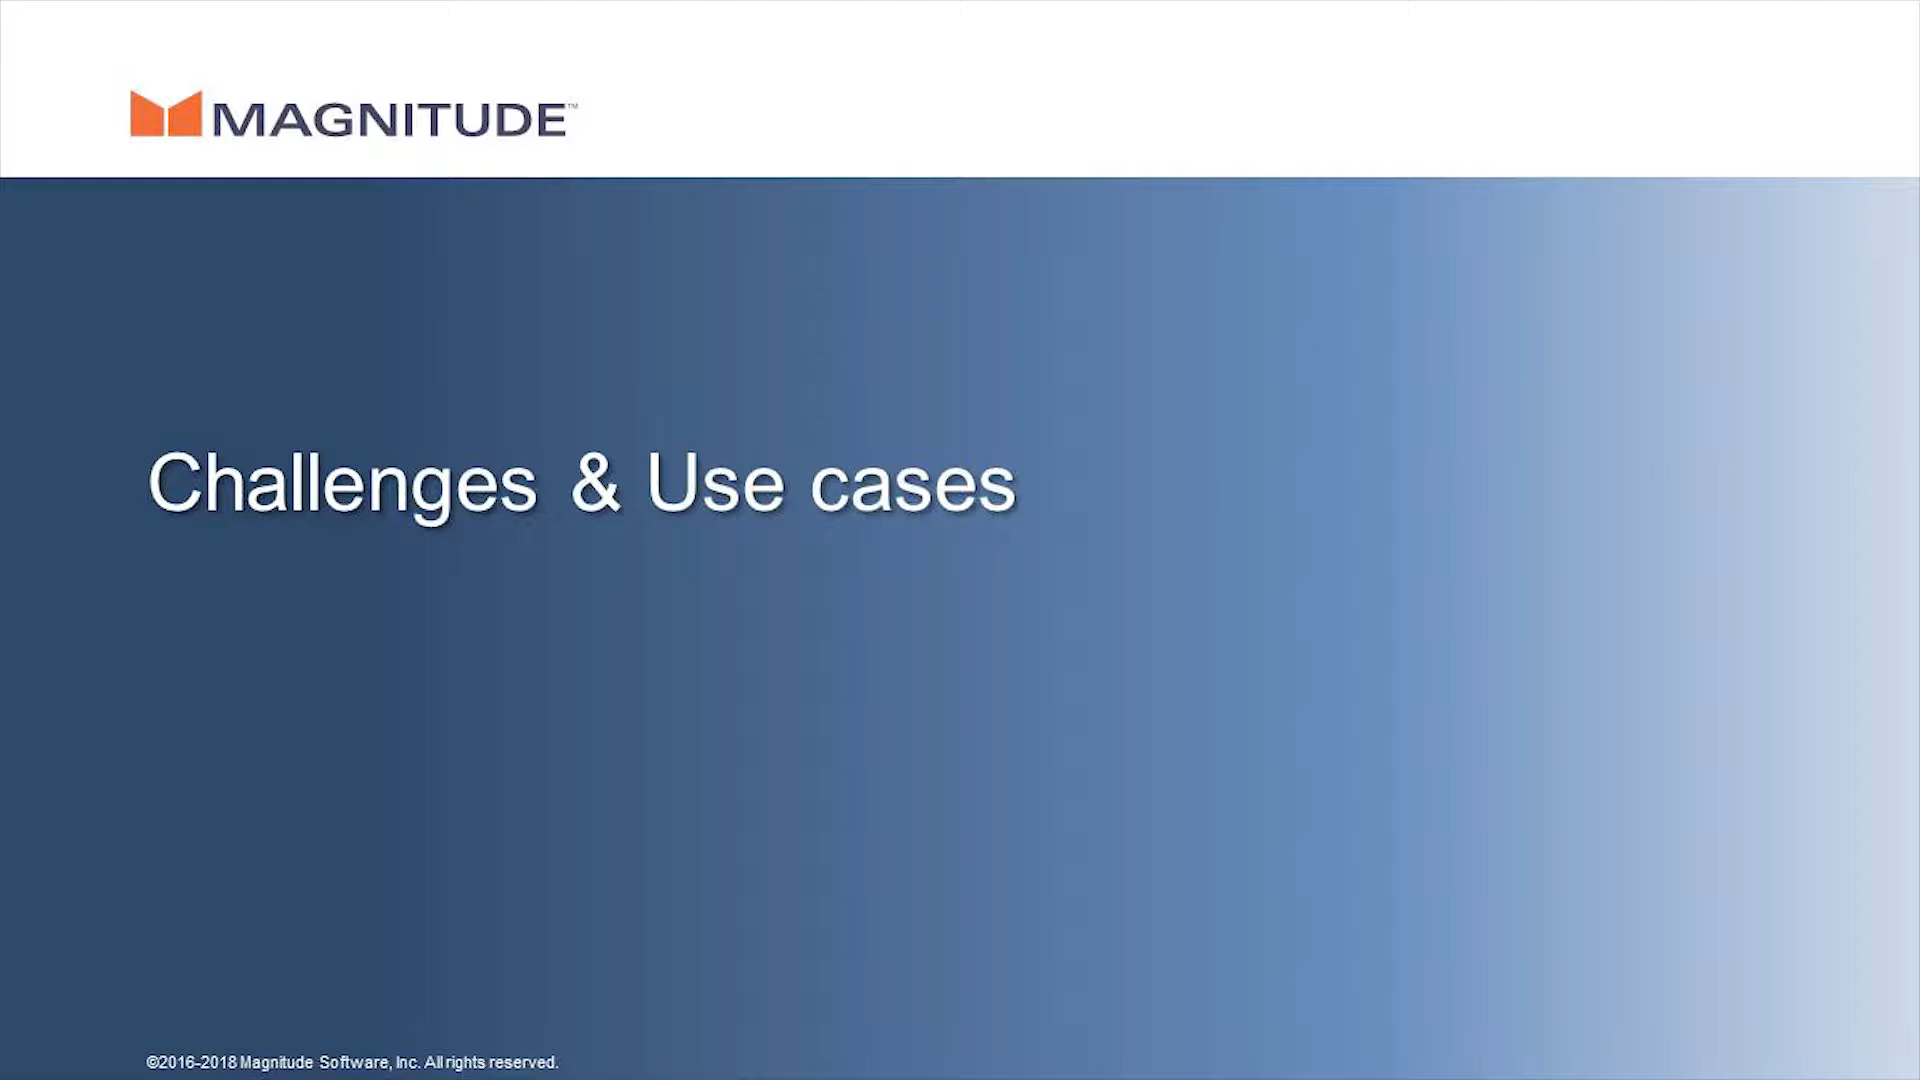 MAGNITUDE™
Challenges & Use cases
©2016-2018 Magnitude Software, Inc. All rights reserved.